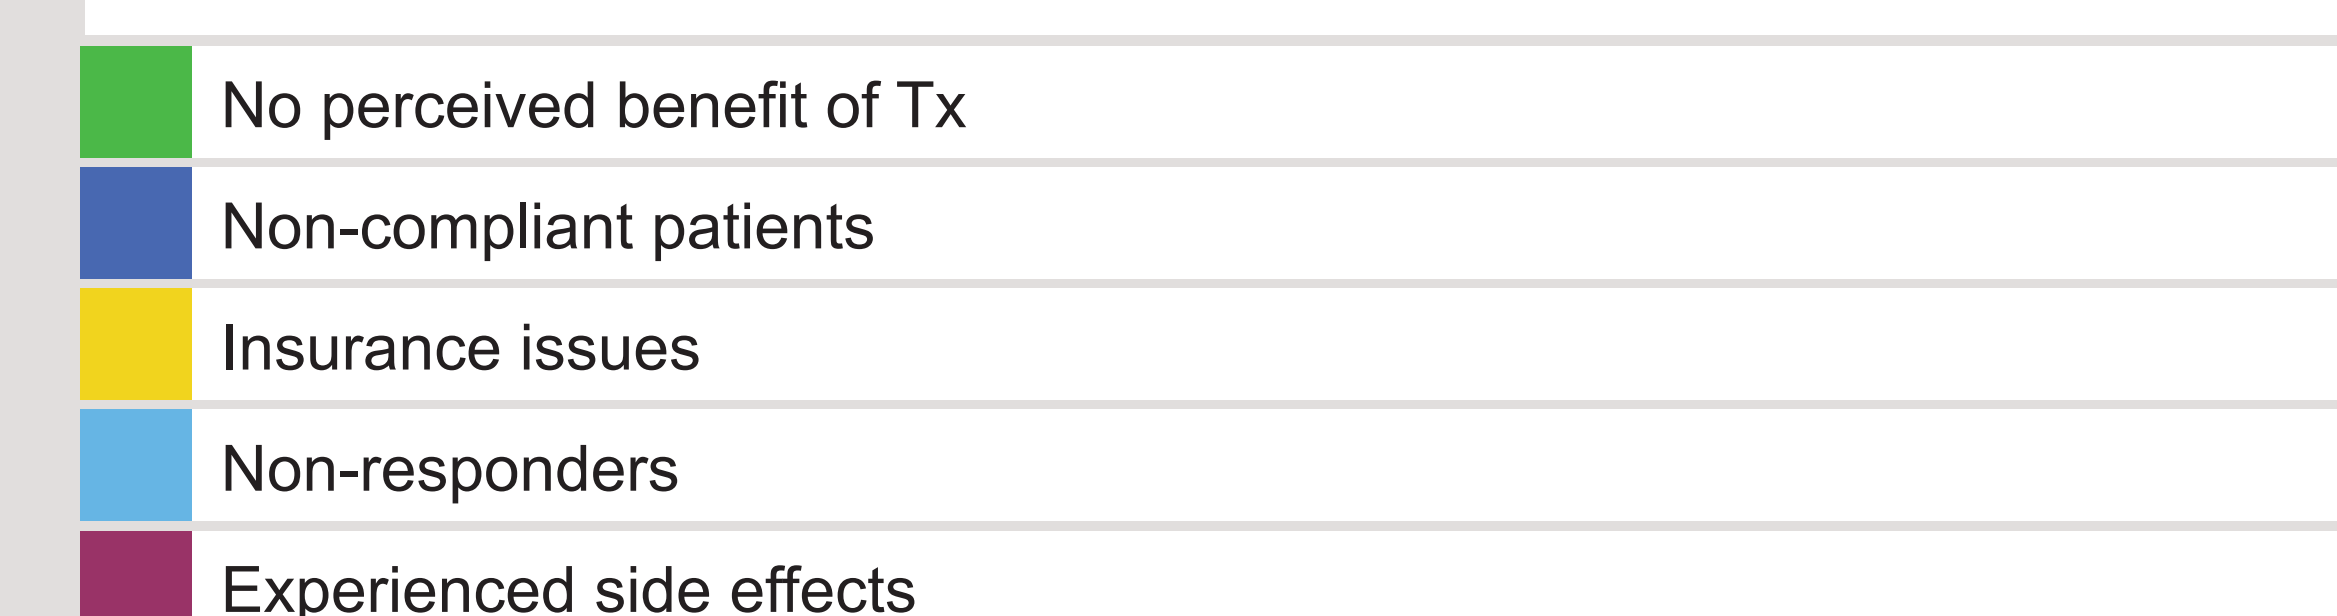 No perceived benefit of Tx
Non-compliant patients
Insurance issues
Non-responders
Experienced side effects